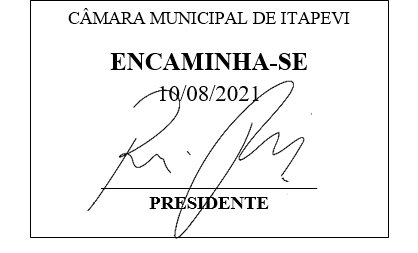 CÂMARA MUNICIPAL DE ITAPEVI
ENCAMINHA-SE
10/08/2021
PRESIDENTE